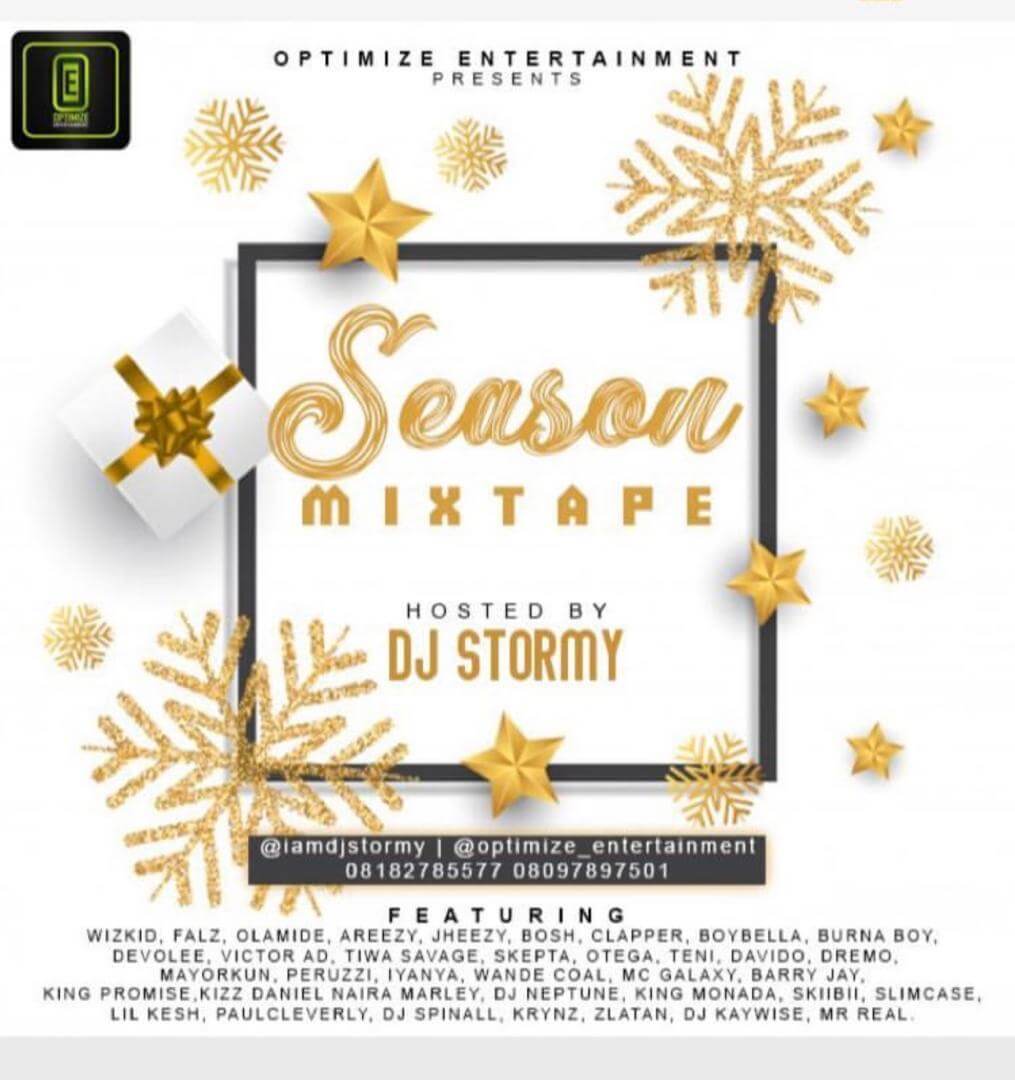 OPTIMIZE ENTERTAINMENT
PRESENTS
E
OPTIMIZE
Season
MIXTAPE
HOSTED BY
DJ STORMY
@iamdjstormy | @optimize_entertainment
08182785577 08097897501
FEATURING
WIZKID, FALZ, OLAMIDE, AREEZY, JHEEZY, BOSH, CLAPPER, BOYBELLA, BURNA BOY,
DEVOLEE, VICTOR AD, TIWA SAVAGE, SKEPTA, OTEGA, TENI, DAVIDO, DREMO,
MAYORKUN, PERUZZI, IYANYA, WANDE COAL, MC GALAXY, BARRY JAY,
KING PROMISE,KIZZ DANIEL NAIRA MARLEY, DJ NEPTUNE, KING MONADA, SKIIBII, SLIMCASE,
LIL KESH, PAULCLEVERLY, DJ SPINALL, KRYNZ, ZLATAN, DJ KAYWISE, MR REAL.